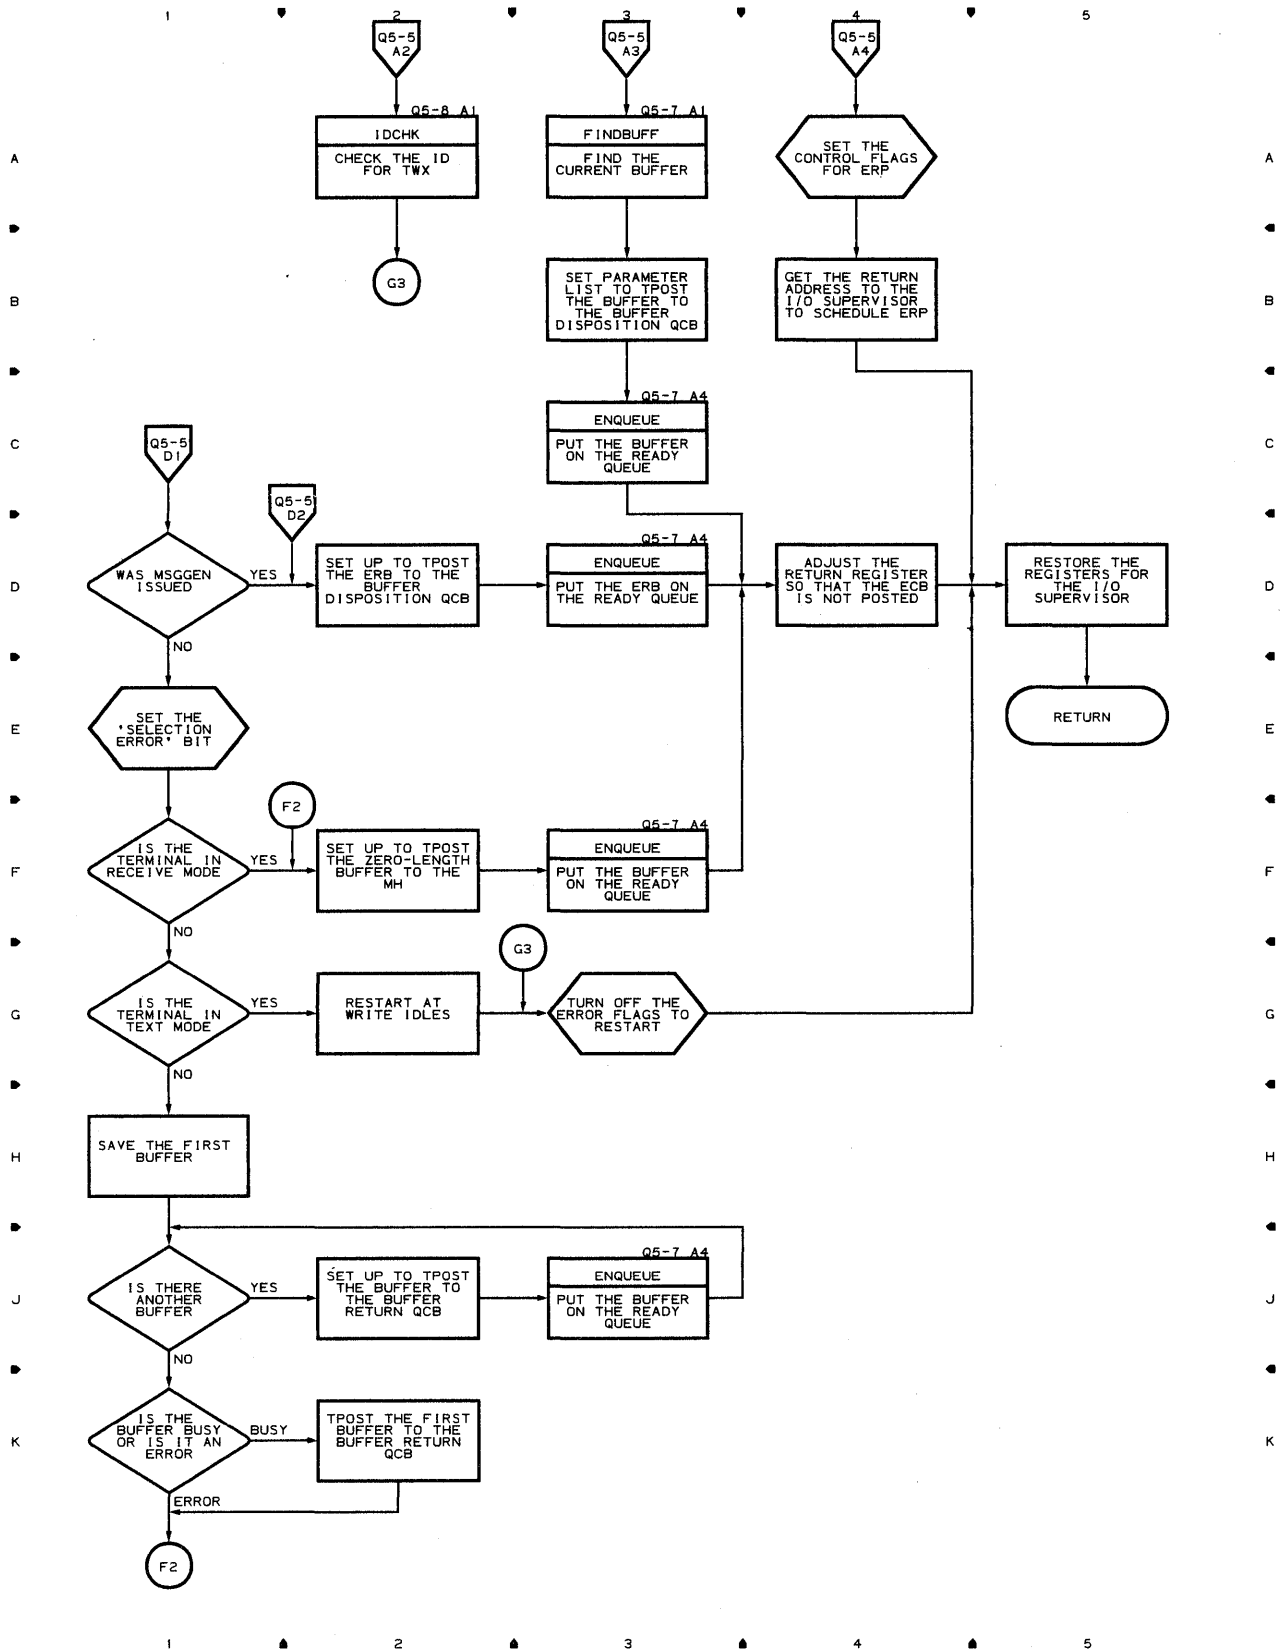 1 2 3 4 5
Q5-5
A2
Q5-5
A3
Q5-5
A4
Q5-8 A1
IDCHK
CHECK THE ID
FOR TWX
Q5-7 A1
FINDBUFF
FIND THE
CURRENT BUFFER
SET THE
CONTROL FLAGS
FOR ERP
A A
G3
SET PARAMETER
LIST TO TPOST
THE BUFFER TO
THE BUFFER
DISPOSITION QCB
GET THE RETURN
ADDRESS TO THE
I/O SUPERVISOR
TO SCHEDULE ERP
B B
Q5-5
D1
Q5-7 A4
ENQUEUE
PUT THE BUFFER
ON THE READY
QUEUE
C C
Q5-5
D2
WAS MSGGEN
ISSUED
YES
NO
SET UP TO TPOST
THE ERB TO THE
BUFFER
DISPOSITION QCB
Q5-7 A4
ENQUEUE
PUT THE ERB ON
THE READY QUEUE
ADJUST THE
RETURN REGISTER
SO THAT THE ECB
IS NOT POSTED
RESTORE THE
REGISTERS FOR
THE I/O
SUPERVISOR
D D
SET THE
'SELECTION
ERROR' BIT
RETURN
E E
F2
IS THE
TERMINAL IN
RECEIVE MODE
YES
NO
SET UP TO TPOST
THE ZERO-LENGTH
BUFFER TO THE
MH
Q5-7 A4
ENQUEUE
PUT THE BUFFER
ON THE READY
QUEUE
F F
G3
IS THE
TERMINAL IN
TEXT MODE
YES
NO
RESTART AT
WRITE IDLES
TURN OFF THE
ERROR FLAGS TO
RESTART
G G
SAVE THE FIRST
BUFFER
H H
IS THERE
ANOTHER
BUFFER
YES
NO
SET UP TO TPOST
THE BUFFER TO
THE BUFFER
RETURN QCB
Q5-7 A4
ENQUEUE
PUT THE BUFFER
ON THE READY
QUEUE
J J
IS THE
BUFFER BUSY
OR IS IT AN
ERROR
BUSY
ERROR
TPOST THE FIRST
BUFFER TO THE
BUFFER RETURN
QCB
K K
F2
1 2 3 4 5